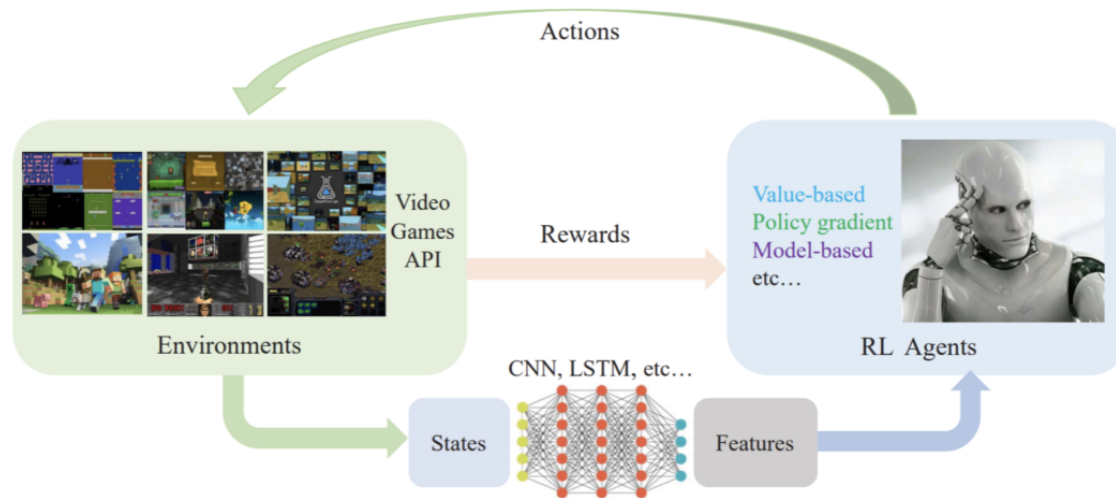 Actions
Video
Games
API
Rewards
Value-based
Policy gradient
Model-based
etc…
Environments
RL Agents
CNN, LSTM, etc…
States
Features